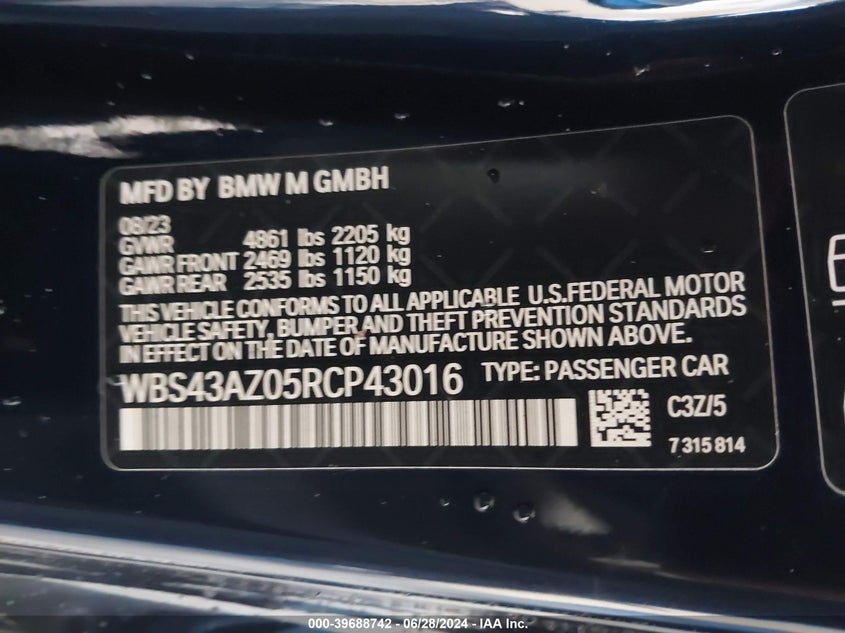 MFD BY BMW M GMBH
08/23
GVWR 4861 lbs 2205 kg
GAWR FRONT 2469 lbs 1120 kg
GAWR REAR 2535 lbs 1150 kg
THIS VEHICLE CONFORMS TO ALL APPLICABLE U.S.FEDERAL MOTOR
VEHICLE SAFETY, BUMPER AND THEFT PREVENTION STANDARDS
IN EFFECT ON THE DATE OF MANUFACTURE SHOWN ABOVE.
WBS43AZ05RCP43016 TYPE: PASSENGER CAR
C3Z/5
7 315 814
000-39688742 - 06/28/2024 - IAA Inc.